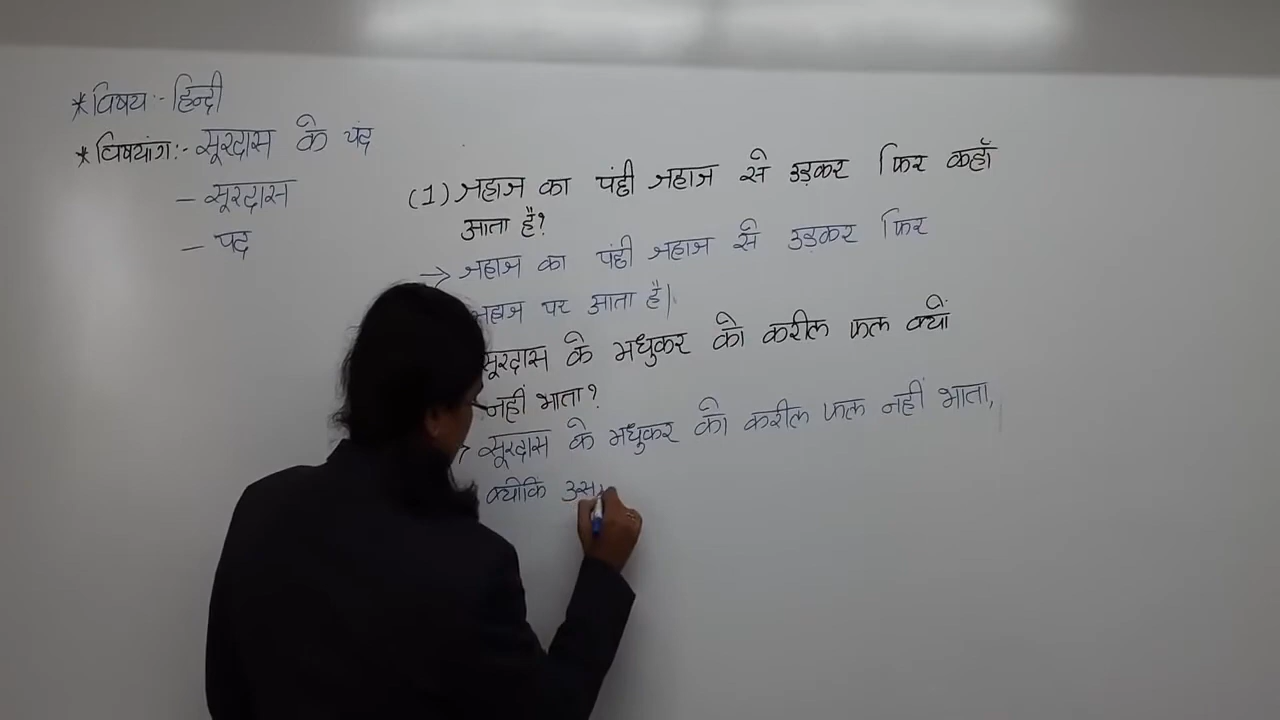 * विषय :- हिन्दी
* विषयांग :- सूरदास के पद
- सूरदास
- पद
(1) जहाज का पंछी जहाज से उड़कर फिर कहाँ
आता है?
→ जहाज का पंछी जहाज से उड़कर फिर
जहाज पर आता है।
सूरदास के मधुकर को करील फल क्यों
नहीं भाता?
सूरदास के मधुकर को करील फल नहीं भाता,
क्योंकि उस